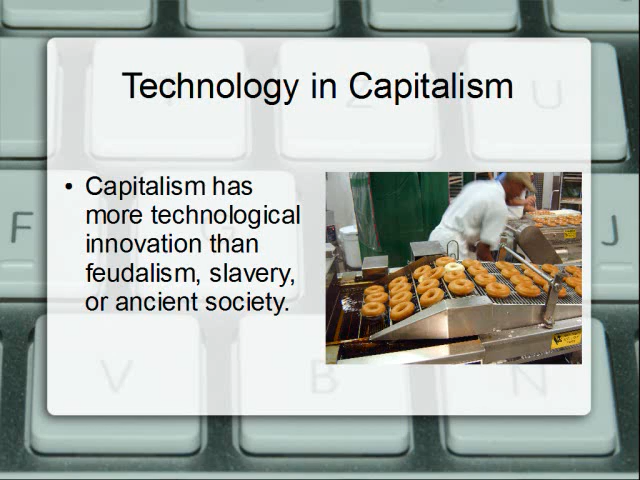 Technology in Capitalism
• Capitalism has
more technological
innovation than
feudalism, slavery,
or ancient society.
U
F
G
J
V
B
N